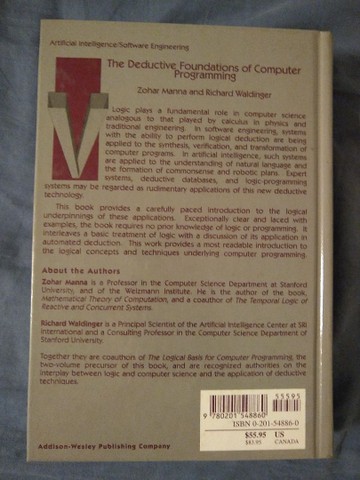 Artificial Intelligence/Software Engineering
The Deductive Foundations of Computer
Programming
Zohar Manna and Richard Waldinger
Logic plays a fundamental role in computer science
analogous to that played by calculus in physics and
traditional engineering. In software engineering, systems
with the ability to perform logical deduction are being
applied to the synthesis, verification, and transformation of
computer programs. In artificial intelligence, such systems
are applied to the understanding of natural language and
the formation of commonsense and robotic plans. Expert
systems, deductive databases, and logic-programming
systems may be regarded as rudimentary applications of this new deductive
technology.
This book provides a carefully paced introduction to the logical
underpinnings of these applications. Exceptionally clear and laced with
examples, the book requires no prior knowledge of logic or programming. It
interleaves a basic treatment of logic with a discussion of its application in
automated deduction. This work provides a most readable introduction to
the logical concepts and techniques underlying computer programming.
About the Authors
Zohar Manna is a Professor in the Computer Science Department at Stanford
University, and of the Weizmann Institute. He is the author of the book,
Mathematical Theory of Computation, and a coauthor of The Temporal Logic of
Reactive and Concurrent Systems.
Richard Waldinger is a Principal Scientist of the Artificial Intelligence Center at SRI
International and a Consulting Professor in the Computer Science Department of
Stanford University.
Together they are coauthors of The Logical Basis for Computer Programming, the
two-volume precursor of this book, and are recognized authorities on the
interplay between logic and computer science and the application of deductive
techniques.
55595
9 780201 548860
ISBN 0-201-54886-0
$55.95 US
CANADA
Addison-Wesley Publishing Company